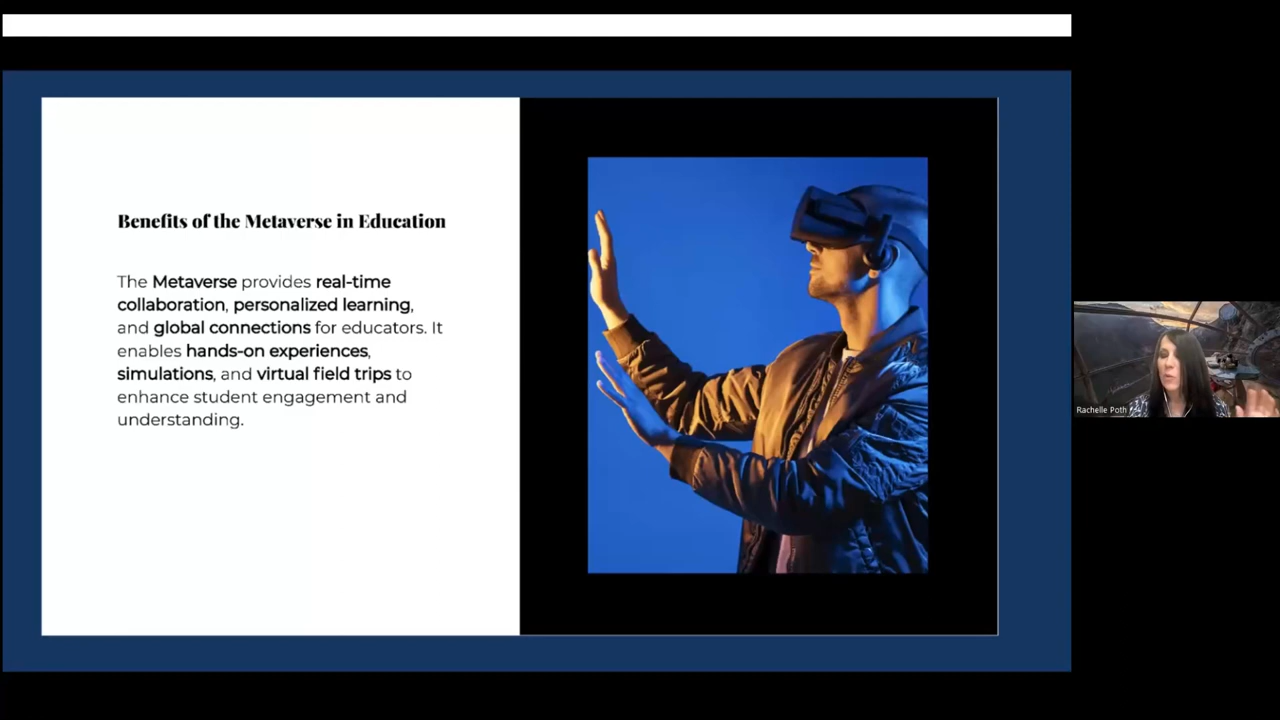 Benefits of the Metaverse in Education
The Metaverse provides real-time
collaboration, personalized learning,
and global connections for educators. It
enables hands-on experiences,
simulations, and virtual field trips to
enhance student engagement and
understanding.
Rachelle Poth